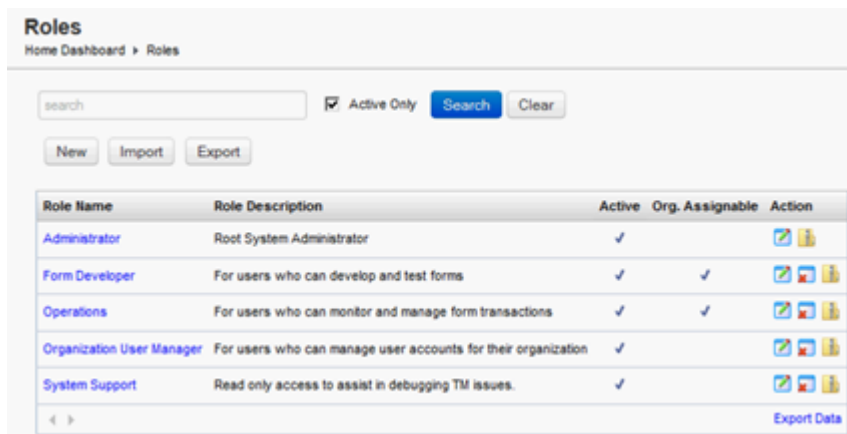 Roles
Home Dashboard ▸ Roles
search Active Only Search Clear
New Import Export
Role Name Role Description Active Org. Assignable Action
Administrator Root System Administrator
Form Developer For users who can develop and test forms
Operations For users who can monitor and manage form transactions
Organization User Manager For users who can manage user accounts for their organization
System Support Read only access to assist in debugging TM issues.
Export Data